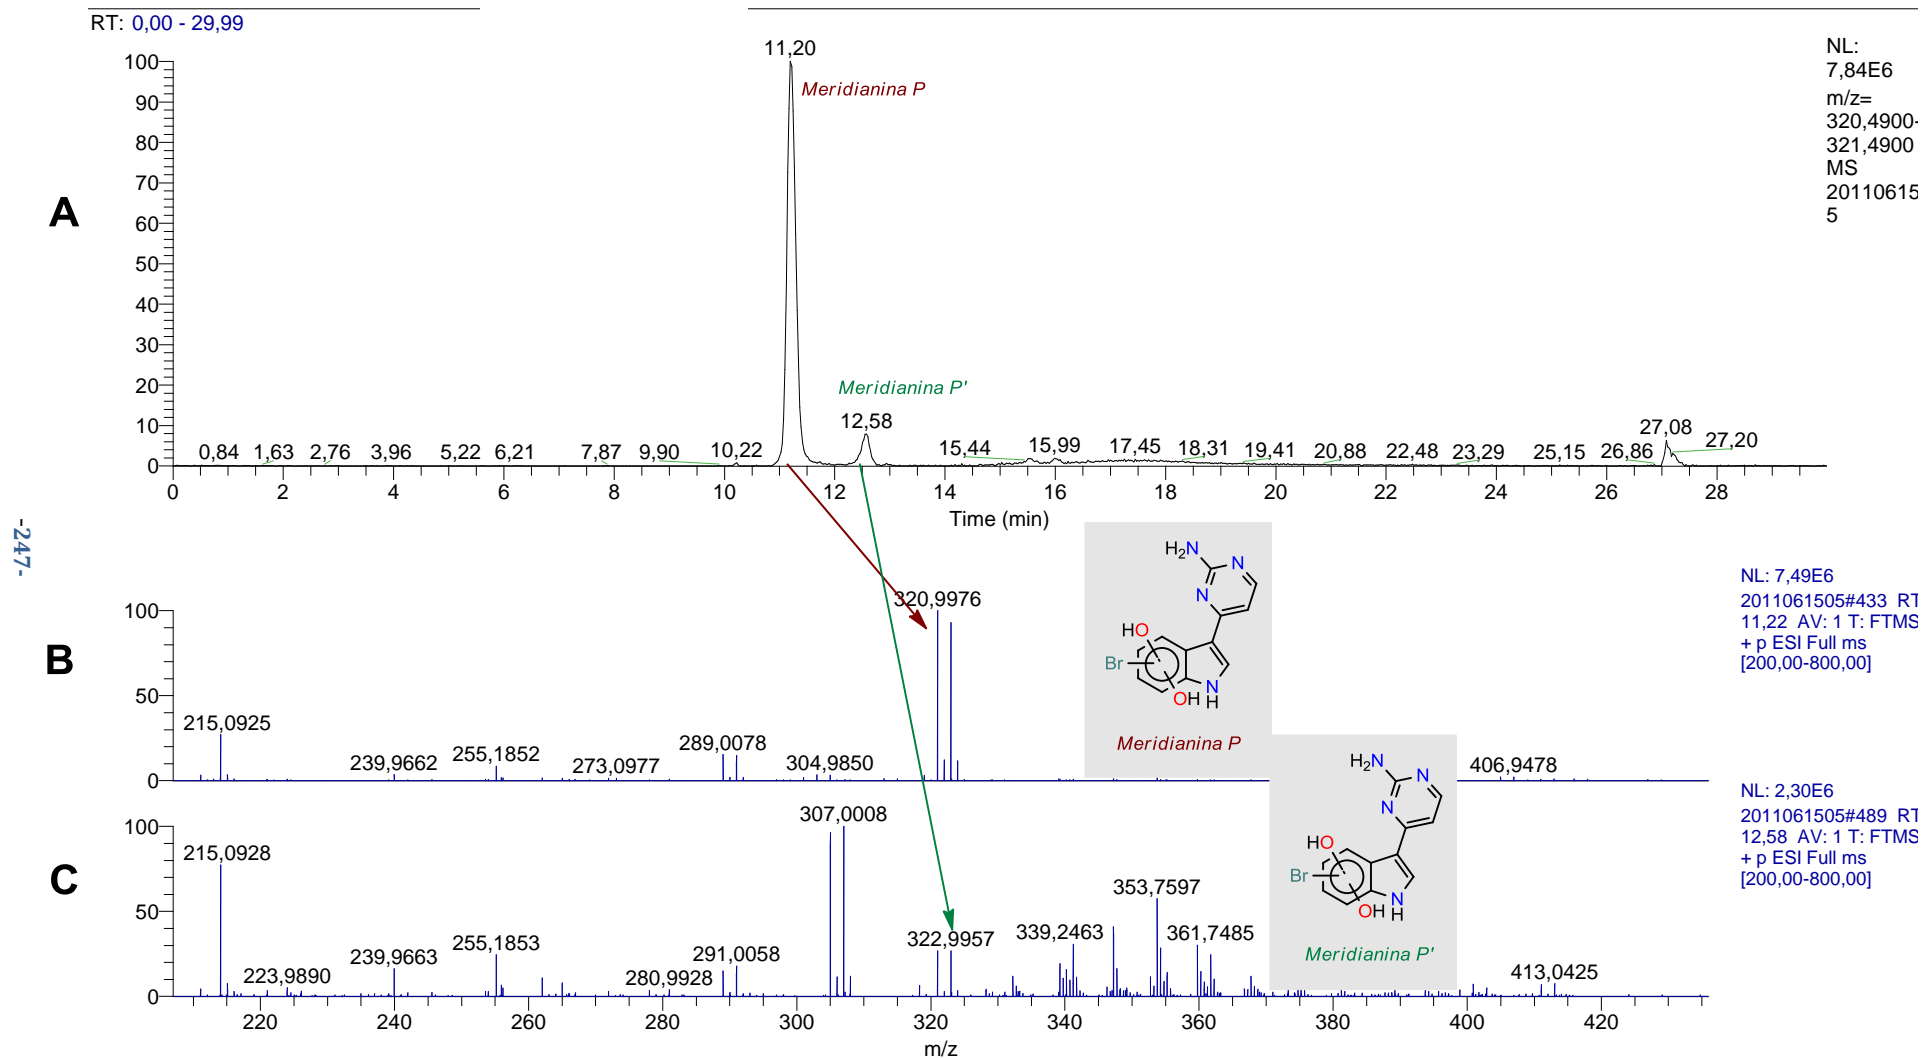 RT: 0,00 - 29,99
11,20
Meridianina P
NL:
7,84E6
m/z=
320,4900-
321,4900
MS
20110615
5
A
100
90
80
70
60
50
40
30
20
10
0
Meridianina P'
12,58
0,84 1,63 2,76 3,96 5,22 6,21 7,87 9,90 10,22 15,44 15,99 17,45 18,31 19,41 20,88 22,48 23,29 25,15 26,86 27,08 27,20
0 2 4 6 8 10 12 14 16 18 20 22 24 26 28
Time (min)
-247-
B
100
50
0
320,9976
215,0925
239,9662
255,1852
273,0977
289,0078
304,9850
406,9478
H2N
N
N
HO
Br
OH
N
H
Meridianina P
NL: 7,49E6
2011061505#433 RT
11,22 AV: 1 T: FTMS
+ p ESI Full ms
[200,00-800,00]
C
100
50
0
307,0008
215,0928
223,9890
239,9663
255,1853
280,9928
291,0058
322,9957
339,2463
353,7597
361,7485
413,0425
H2N
N
N
HO
Br
OH
N
H
Meridianina P'
NL: 2,30E6
2011061505#489 RT
12,58 AV: 1 T: FTMS
+ p ESI Full ms
[200,00-800,00]
220 240 260 280 300 320 340 360 380 400 420
m/z